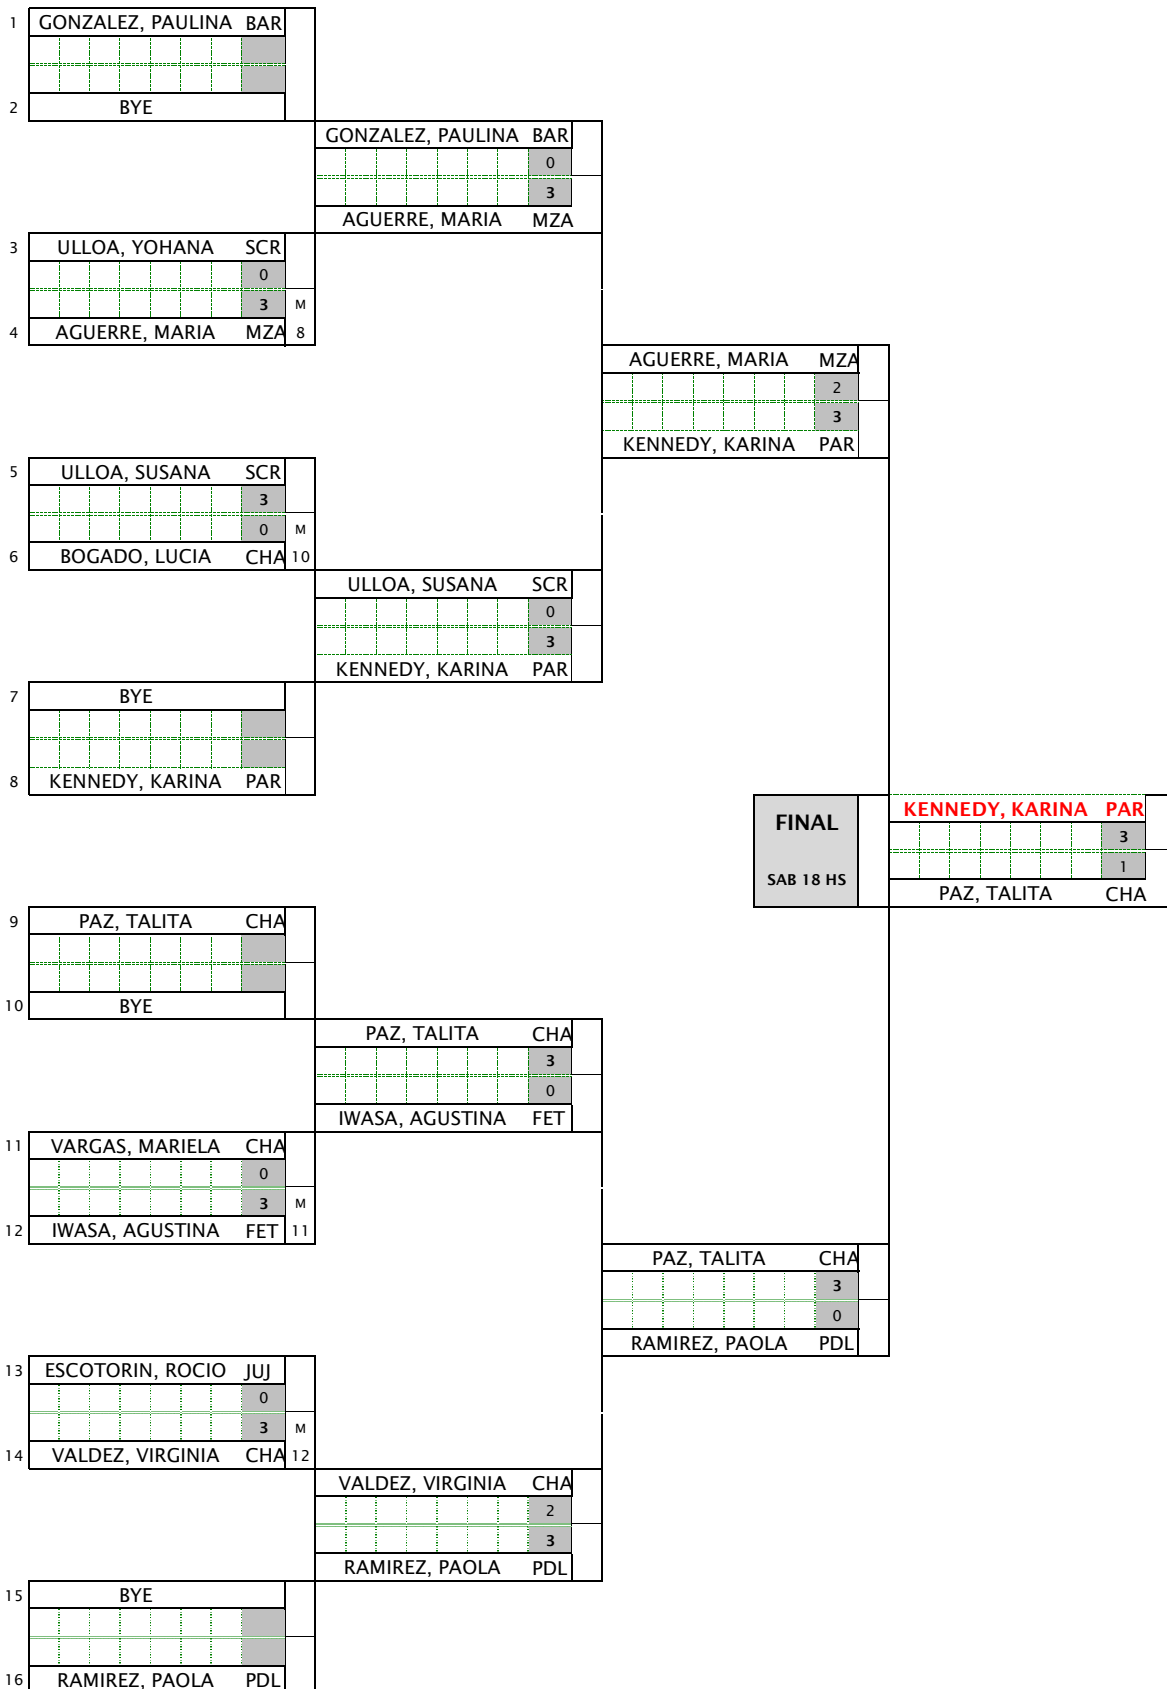 1 GONZALEZ, PAULINA BAR
2 BYE
GONZALEZ, PAULINA BAR
0
3
AGUERRE, MARIA MZA
3 ULLOA, YOHANA SCR
0
3 M
4 AGUERRE, MARIA MZA 8
AGUERRE, MARIA MZA
2
3
KENNEDY, KARINA PAR
5 ULLOA, SUSANA SCR
3
0 M
6 BOGADO, LUCIA CHA 10
ULLOA, SUSANA SCR
0
3
KENNEDY, KARINA PAR
7 BYE
8 KENNEDY, KARINA PAR
FINAL
SAB 18 HS
KENNEDY, KARINA PAR
3
1
PAZ, TALITA CHA
9 PAZ, TALITA CHA
10 BYE
PAZ, TALITA CHA
3
0
IWASA, AGUSTINA FET
11 VARGAS, MARIELA CHA
0
3 M
12 IWASA, AGUSTINA FET 11
PAZ, TALITA CHA
3
0
RAMIREZ, PAOLA PDL
13 ESCOTORIN, ROCIO JUJ
0
3 M
14 VALDEZ, VIRGINIA CHA 12
VALDEZ, VIRGINIA CHA
2
3
RAMIREZ, PAOLA PDL
15 BYE
16 RAMIREZ, PAOLA PDL